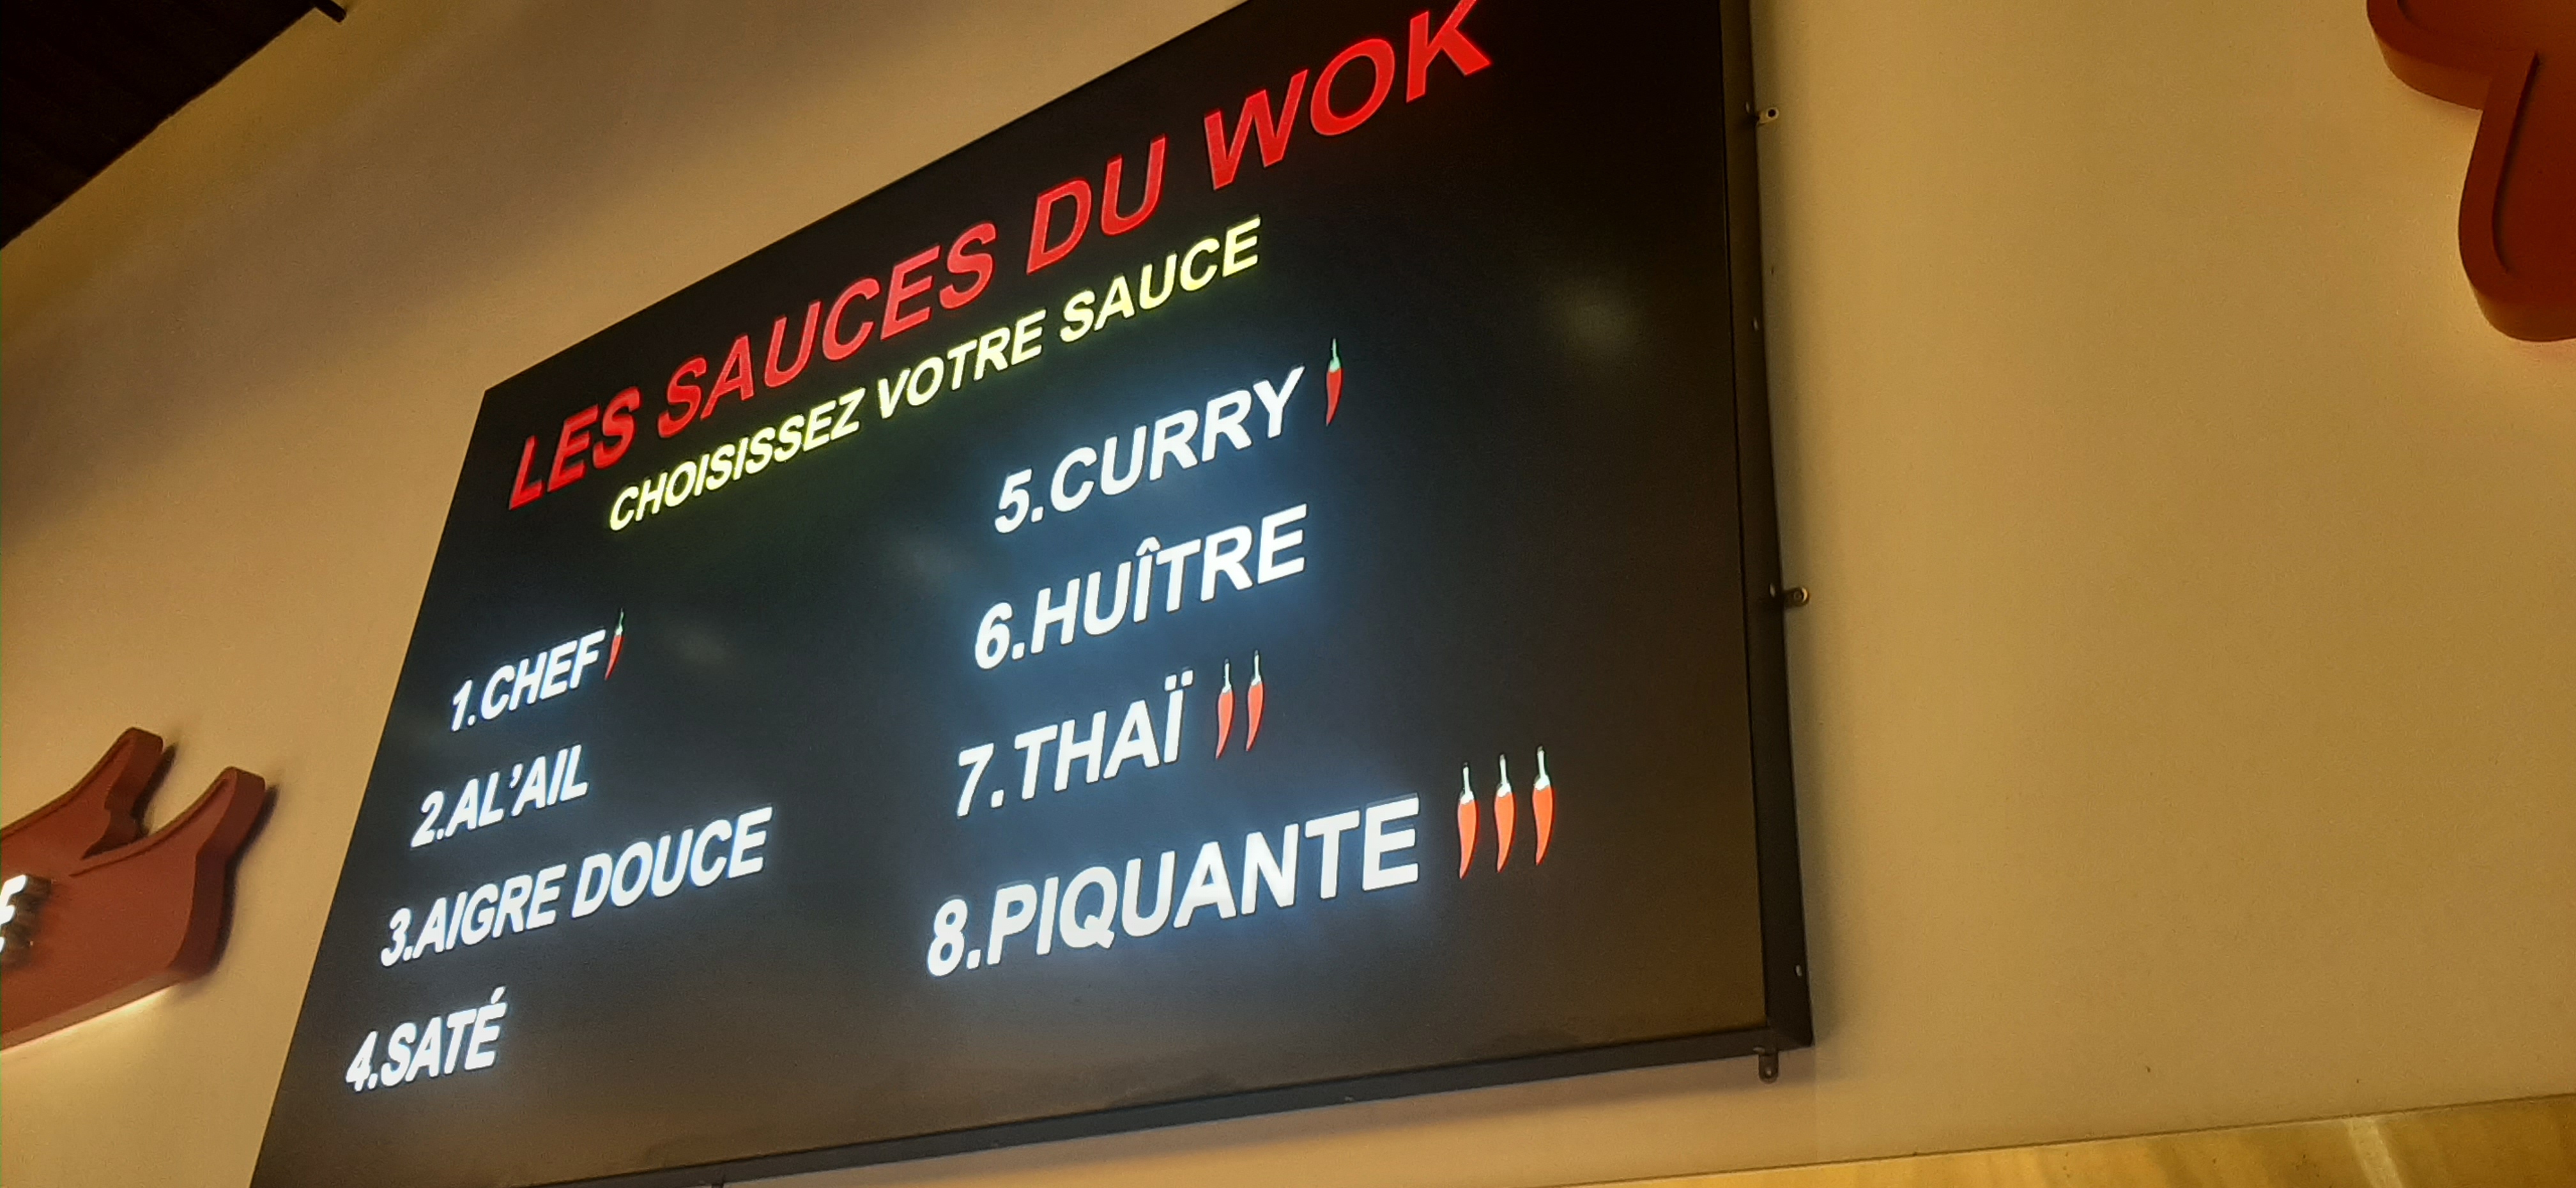 LES SAUCES DU WOK
CHOISISSEZ VOTRE SAUCE
1.CHEF
2.AL'AIL
3.AIGRE DOUCE
4.SATÉ
5.CURRY
6.HUÎTRE
7.THAÏ
8.PIQUANTE